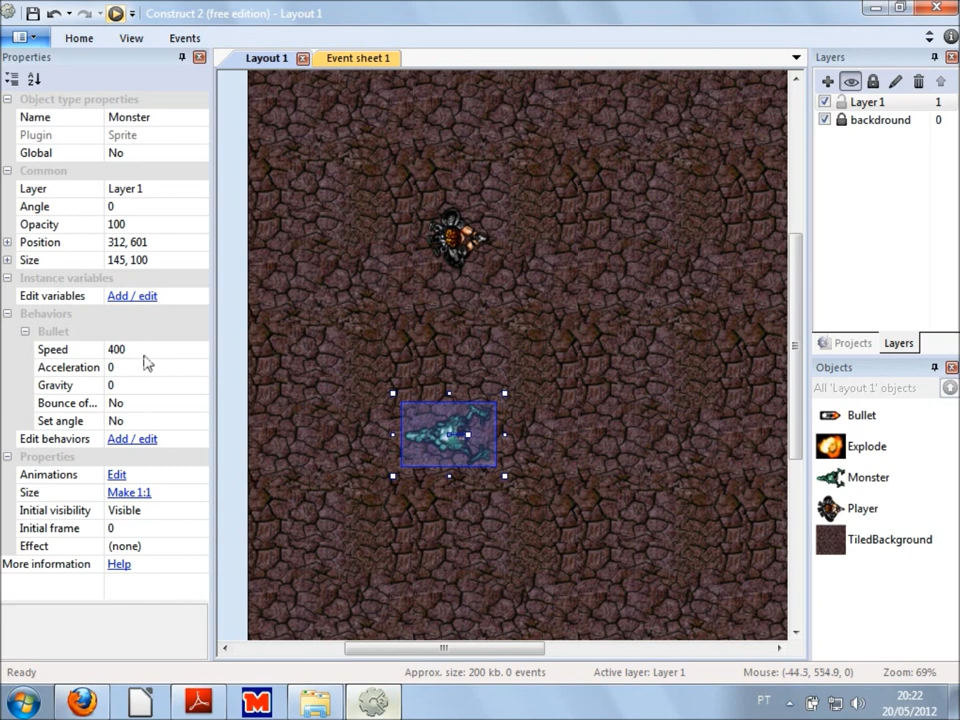 Construct 2 (free edition) - Layout 1
Home View Events
Properties
Layout 1 Event sheet 1
Layers
Object type properties
Name Monster
Plugin Sprite
Global No
Common
Layer Layer 1
Angle 0
Opacity 100
Position 312, 601
Size 145, 100
Instance variables
Edit variables Add / edit
Behaviors
Bullet
Speed 400
Acceleration 0
Gravity 0
Bounce of... No
Set angle No
Edit behaviors Add / edit
Properties
Animations Edit
Size Make 1:1
Initial visibility Visible
Initial frame 0
Effect (none)
More information Help
Layer 1 1
backdround 0
Projects Layers
Objects
All 'Layout 1' objects
Bullet
Explode
Monster
Player
TiledBackground
Ready
Approx. size: 200 kb. 0 events
Active layer: Layer 1
Mouse: (-44.3, 554.9, 0)
Zoom: 69%
PT
20:22
20/05/2012